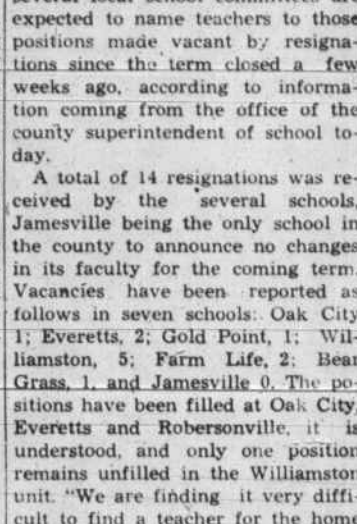 several local school committees are
expected to name teachers to those
positions made vacant by resigna-
tions since the term closed a few
weeks ago, according to informa-
tion coming from the office of the
county superintendent of school to-
day.
A total of 14 resignations was re-
ceived by the several schools,
Jamesville being the only school in
the county to announce no changes
in its faculty for the coming term.
Vacancies have been reported as
follows in seven schools: Oak City
1; Everetts, 2; Gold Point, 1; Wil-
liamston, 5; Farm Life, 2; Bear
Grass, 1, and Jamesville 0. The po-
sitions have been filled at Oak City,
Everetts and Robersonville, it is
understood, and only one position
remains unfilled in the Williamston
unit. "We are finding it very diffi-
cult to find a teacher for the home